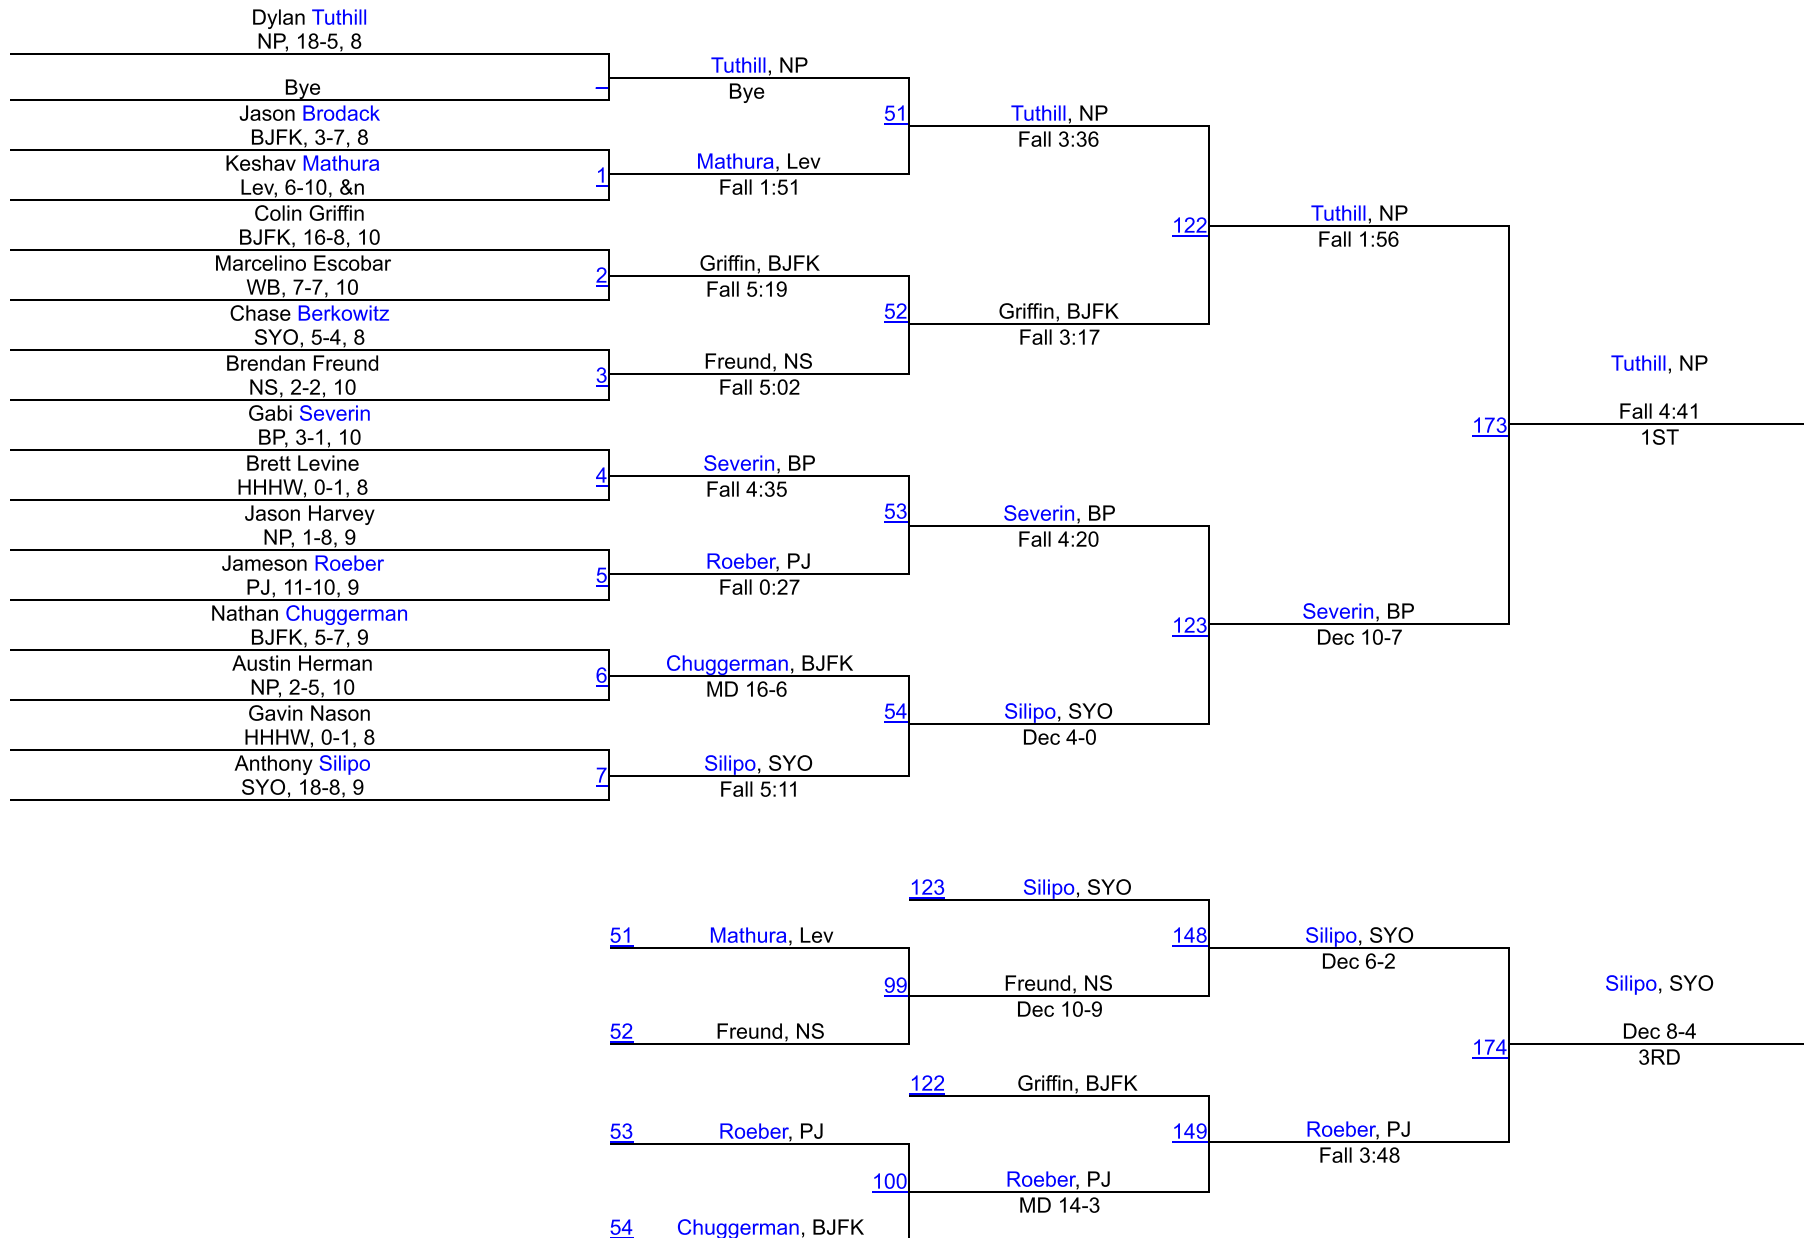 Dylan Tuthill
NP, 18-5, 8
Bye
Jason Brodack
BJFK, 3-7, 8
Keshav Mathura
Lev, 6-10, &n
Colin Griffin
BJFK, 16-8, 10
Marcelino Escobar
WB, 7-7, 10
Chase Berkowitz
SYO, 5-4, 8
Brendan Freund
NS, 2-2, 10
Gabi Severin
BP, 3-1, 10
Brett Levine
HHHW, 0-1, 8
Jason Harvey
NP, 1-8, 9
Jameson Roeber
PJ, 11-10, 9
Nathan Chuggerman
BJFK, 5-7, 9
Austin Herman
NP, 2-5, 10
Gavin Nason
HHHW, 0-1, 8
Anthony Silipo
SYO, 18-8, 9
1
2
3
4
5
6
7
Tuthill, NP
Bye
Mathura, Lev
Fall 1:51
Griffin, BJFK
Fall 5:19
Freund, NS
Fall 5:02
Severin, BP
Fall 4:35
Roeber, PJ
Fall 0:27
Chuggerman, BJFK
MD 16-6
Silipo, SYO
Fall 5:11
51
52
53
54
Tuthill, NP
Fall 3:36
Griffin, BJFK
Fall 3:17
Severin, BP
Fall 4:20
Silipo, SYO
Dec 4-0
122
123
Tuthill, NP
Fall 1:56
Severin, BP
Dec 10-7
173
Tuthill, NP
Fall 4:41
1ST
51 Mathura, Lev
52 Freund, NS
53 Roeber, PJ
54 Chuggerman, BJFK
99
100
123 Silipo, SYO
Freund, NS
Dec 10-9
122 Griffin, BJFK
Roeber, PJ
MD 14-3
148
149
Silipo, SYO
Dec 6-2
Roeber, PJ
Fall 3:48
174
Silipo, SYO
Dec 8-4
3RD